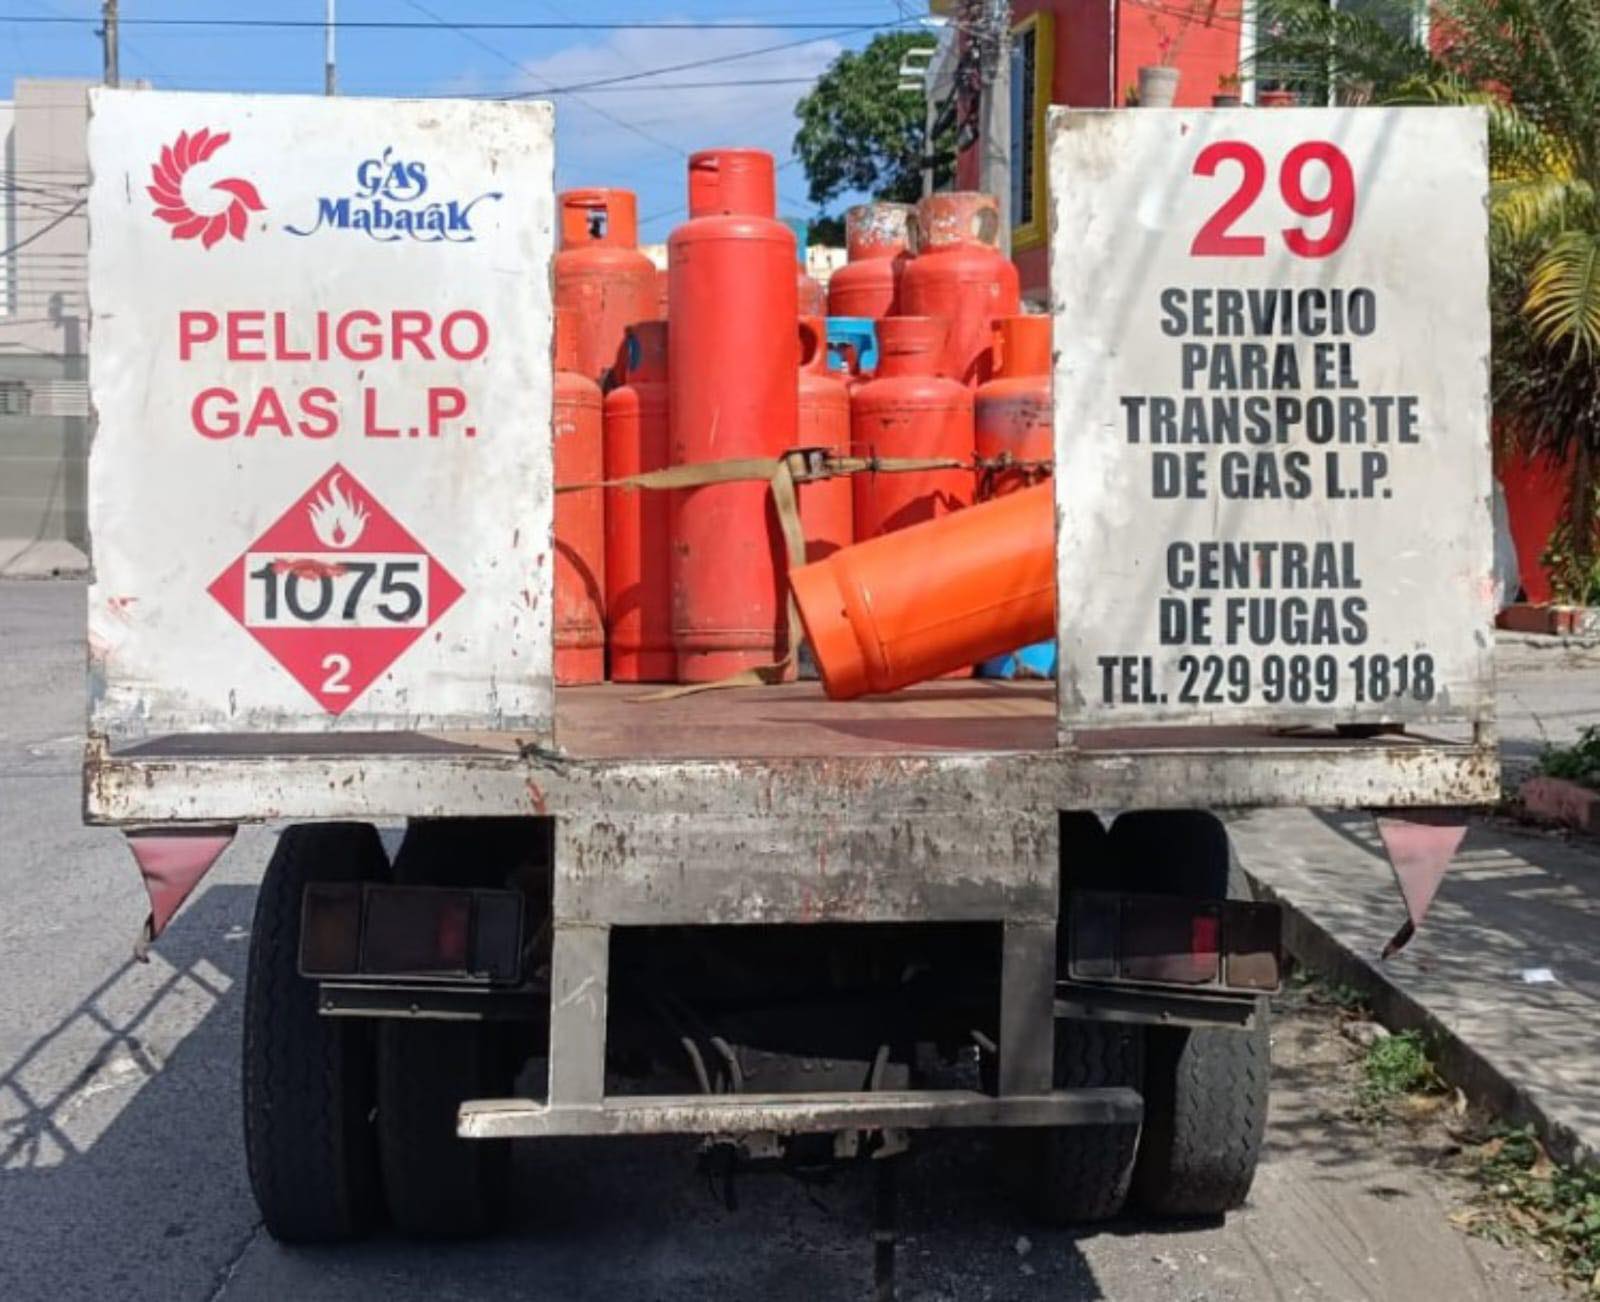 GAS
Mabarak
PELIGRO
GAS L.P.
1075
2
29
SERVICIO
PARA EL
TRANSPORTE
DE GAS L.P.
CENTRAL
DE FUGAS
TEL. 229 989 1818